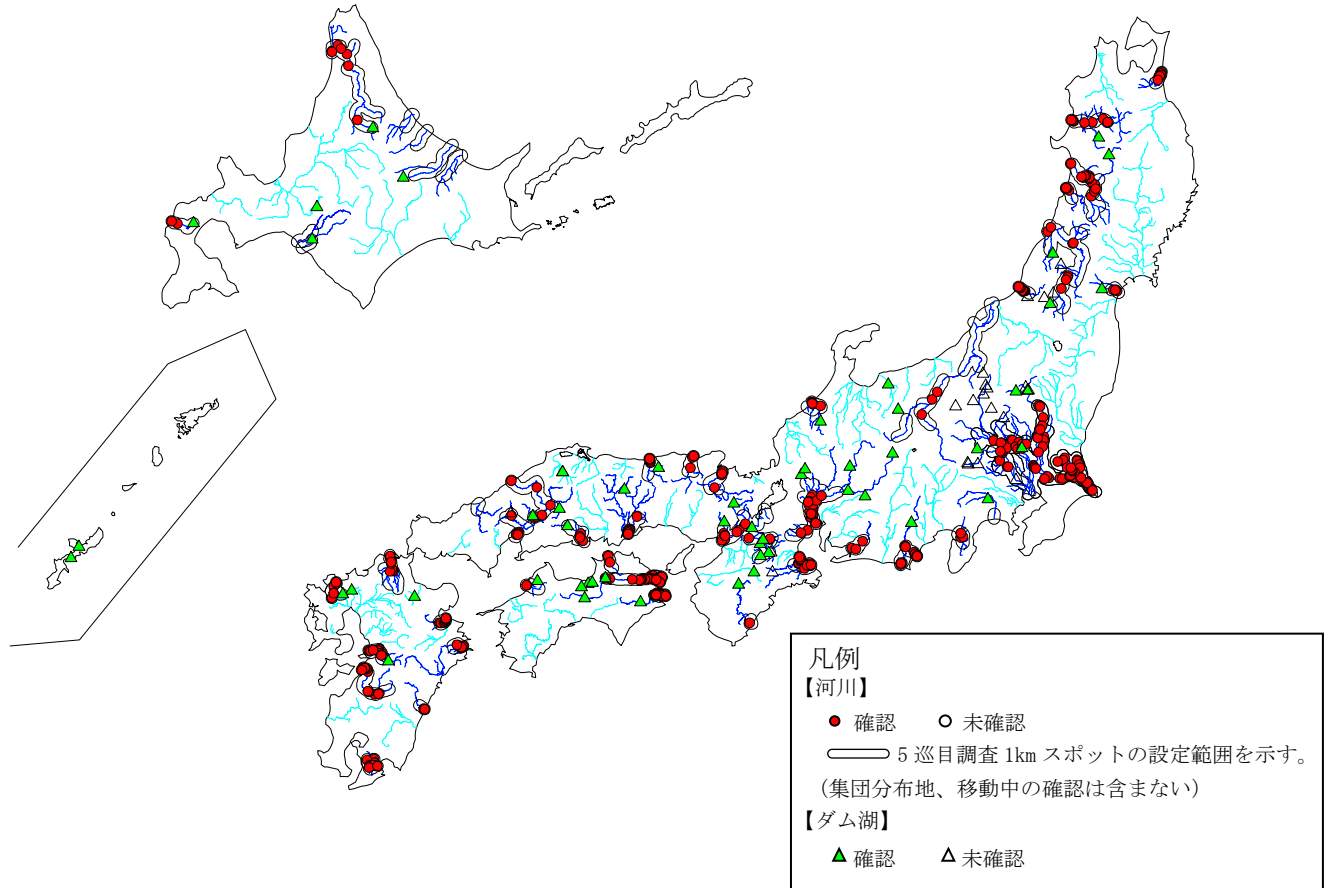 凡例
【河川】
確認 未確認
5 巡目調査 1km スポットの設定範囲を示す。
（集団分布地、移動中の確認は含まない）
【ダム湖】
確認 未確認